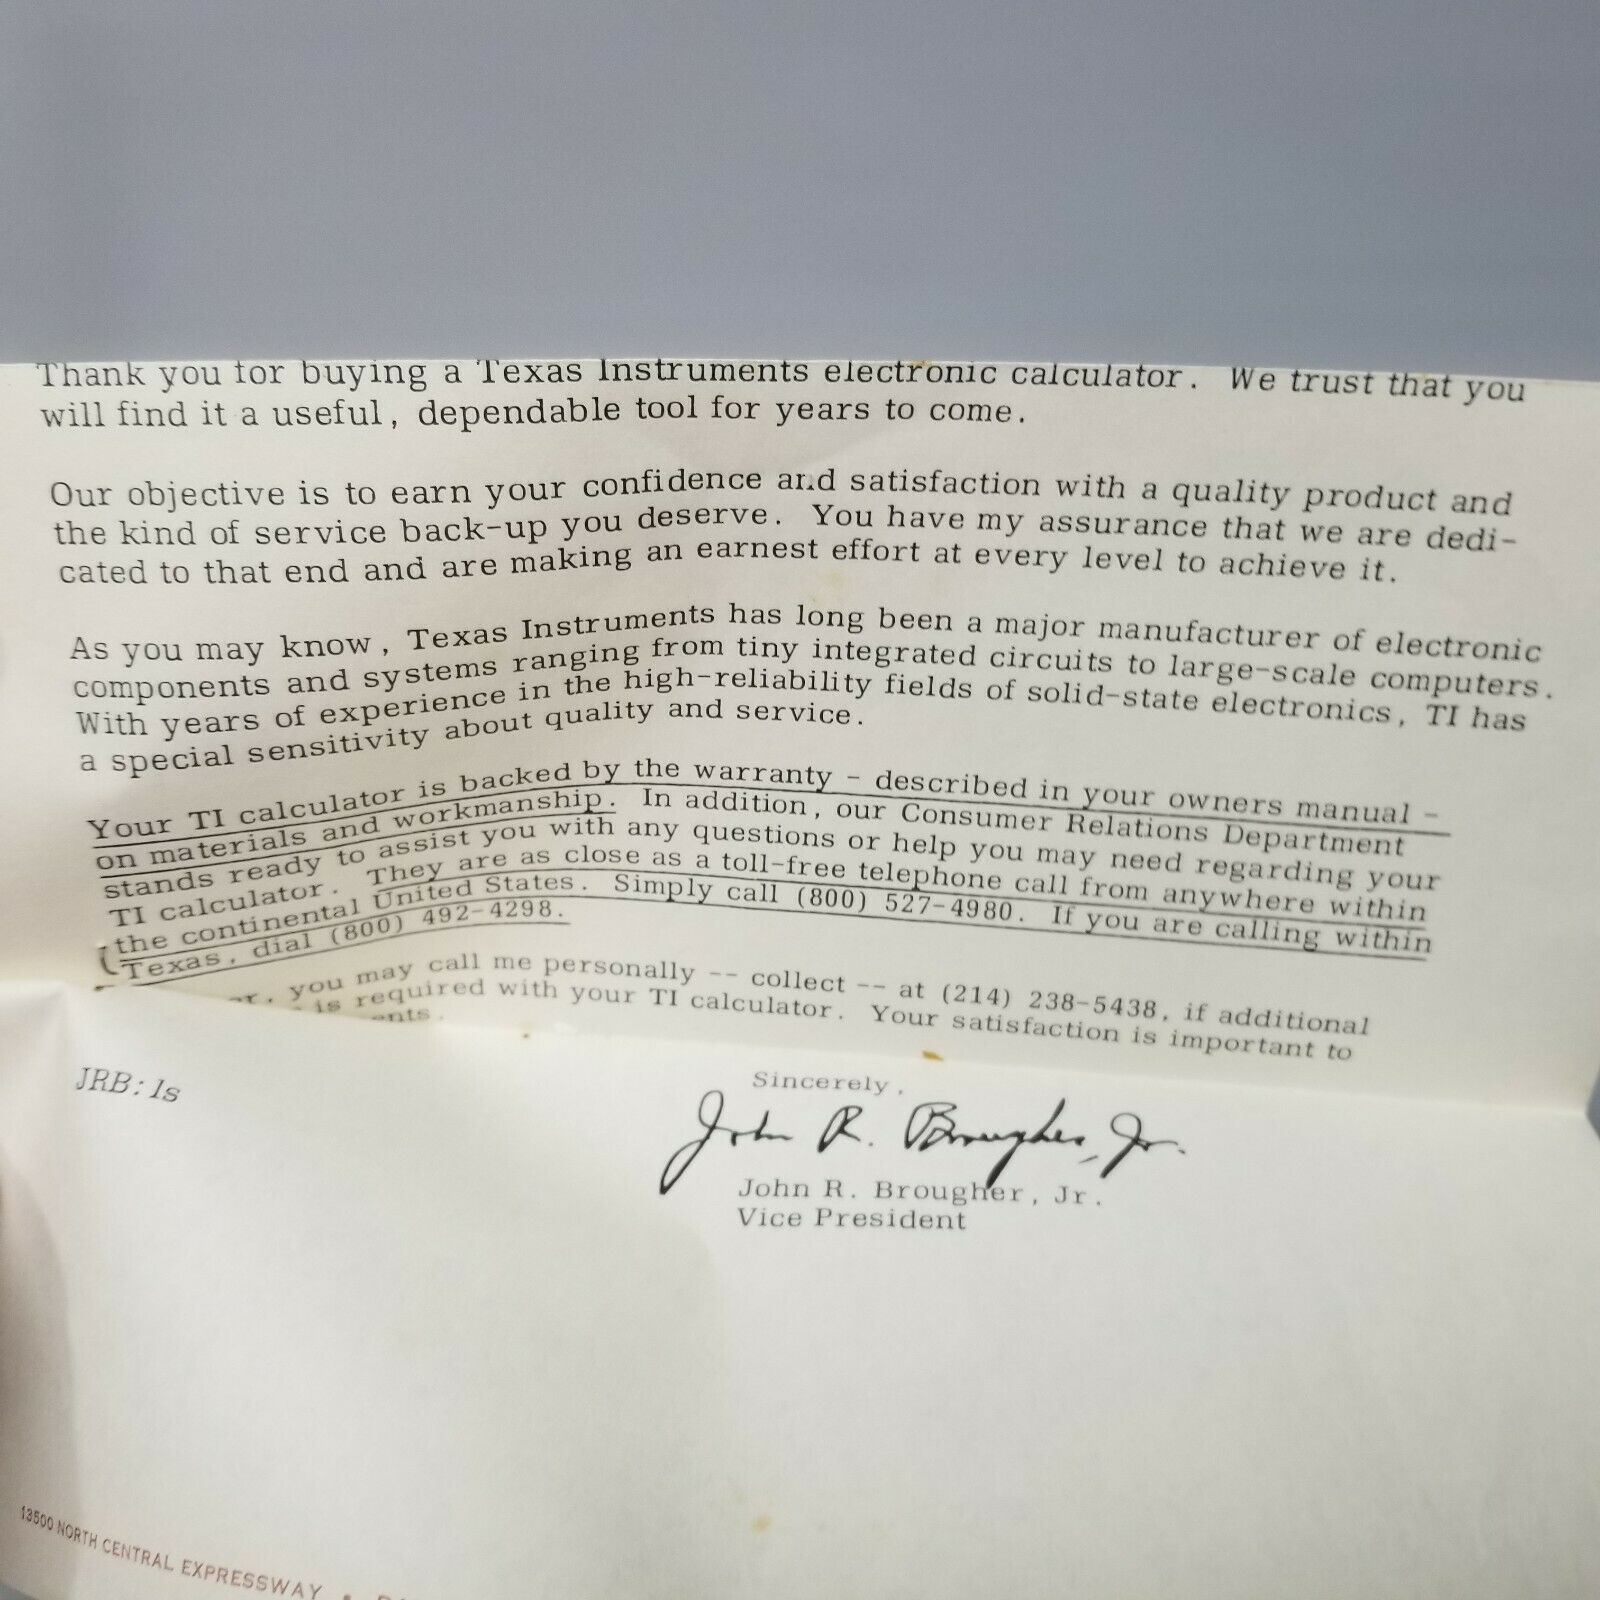 Thank you for buying a Texas Instruments electronic calculator. We trust that you
will find it a useful, dependable tool for years to come.
Our objective is to earn your confidence and satisfaction with a quality product and
the kind of service back-up you deserve. You have my assurance that we are dedi-
cated to that end and are making an earnest effort at every level to achieve it.
As you may know, Texas Instruments has long been a major manufacturer of electronic
components and systems ranging from tiny integrated circuits to large-scale computers.
With years of experience in the high-reliability fields of solid-state electronics, TI has
a special sensitivity about quality and service.
Your TI calculator is backed by the warranty - described in your owners manual -
on materials and workmanship. In addition, our Consumer Relations Department
stands ready to assist you with any questions or help you may need regarding your
TI calculator. They are as close as a toll-free telephone call from anywhere within
the continental United States. Simply call (800) 527-4980. If you are calling within
Texas, dial (800) 492-4298.
you may call me personally -- collect -- at (214) 238-5438, if additional
is required with your TI calculator. Your satisfaction is important to
Sincerely,
John R. Brougher, Jr.
John R. Brougher, Jr.
Vice President
JRB:ls
13500 NORTH CENTRAL EXPRESSWAY •